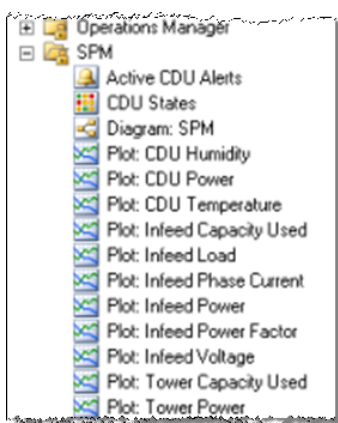 Operations Manager
SPM
Active CDU Alerts
CDU States
Diagram: SPM
Plot: CDU Humidity
Plot: CDU Power
Plot: CDU Temperature
Plot: Infeed Capacity Used
Plot: Infeed Load
Plot: Infeed Phase Current
Plot: Infeed Power
Plot: Infeed Power Factor
Plot: Infeed Voltage
Plot: Tower Capacity Used
Plot: Tower Power